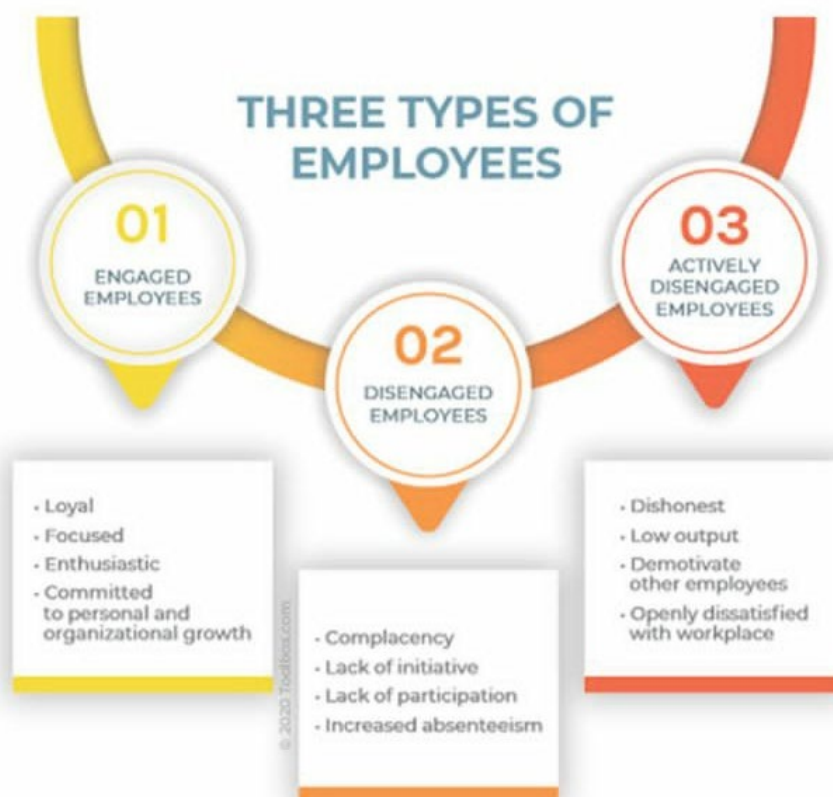 THREE TYPES OF
EMPLOYEES
01
ENGAGED
EMPLOYEES
· Loyal
· Focused
· Enthusiastic
· Committed
to personal and
organizational growth
02
DISENGAGED
EMPLOYEES
· Complacency
· Lack of initiative
· Lack of participation
· Increased absenteeism
03
ACTIVELY
DISENGAGED
EMPLOYEES
· Dishonest
· Low output
· Demotivate
other employees
· Openly dissatisfied
with workplace
© 2020 Toolbox.com